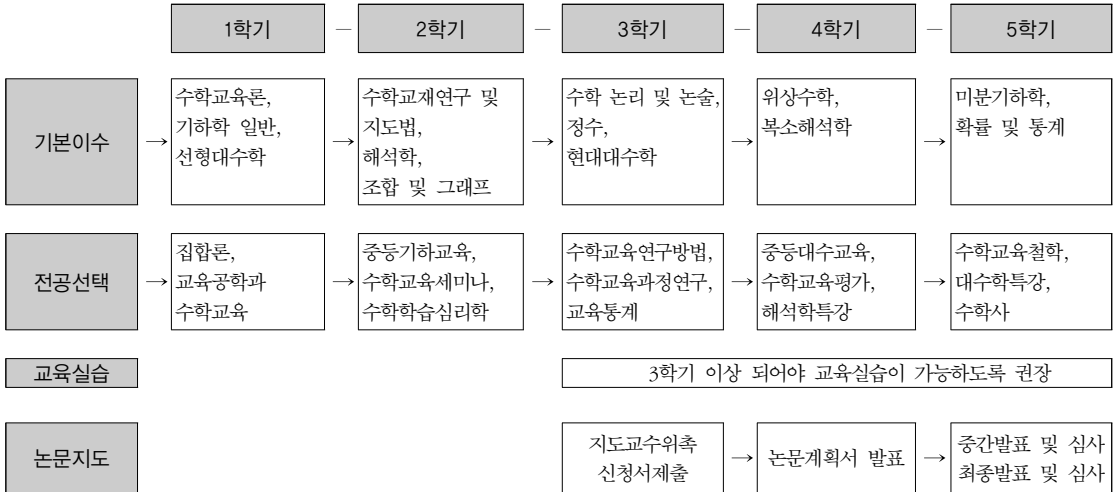 1학기 – 2학기 – 3학기 – 4학기 – 5학기
기본이수
→
수학교육론,
기하학 일반,
선형대수학
→
수학교재연구 및
지도법,
해석학,
조합 및 그래프
→
수학 논리 및 논술,
정수,
현대대수학
→
위상수학,
복소해석학
→
미분기하학,
확률 및 통계
전공선택
→
집합론,
교육공학과
수학교육
→
중등기하교육,
수학교육세미나,
수학학습심리학
→
수학교육연구방법,
수학교육과정연구,
교육통계
→
중등대수교육,
수학교육평가,
해석학특강
→
수학교육철학,
대수학특강,
수학사
교육실습
3학기 이상 되어야 교육실습이 가능하도록 권장
논문지도
지도교수위촉
신청서제출
→
논문계획서 발표
→
중간발표 및 심사
최종발표 및 심사